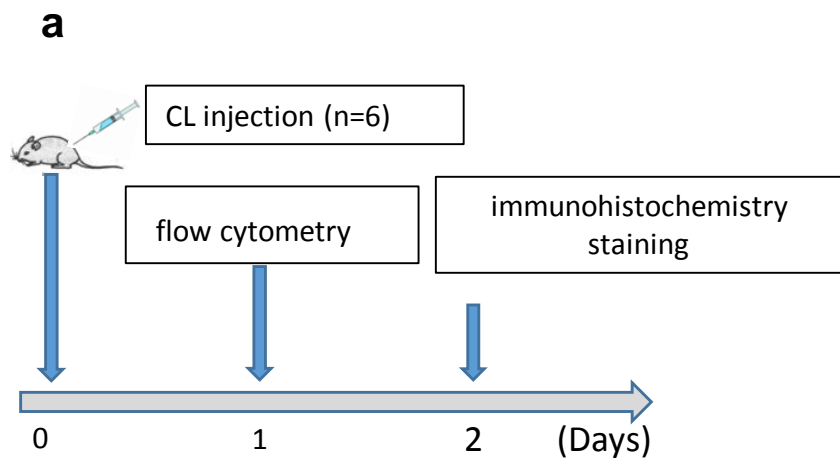 a
CL injection (n=6)
flow cytometry
immunohistochemistry
staining
0
1
2
(Days)